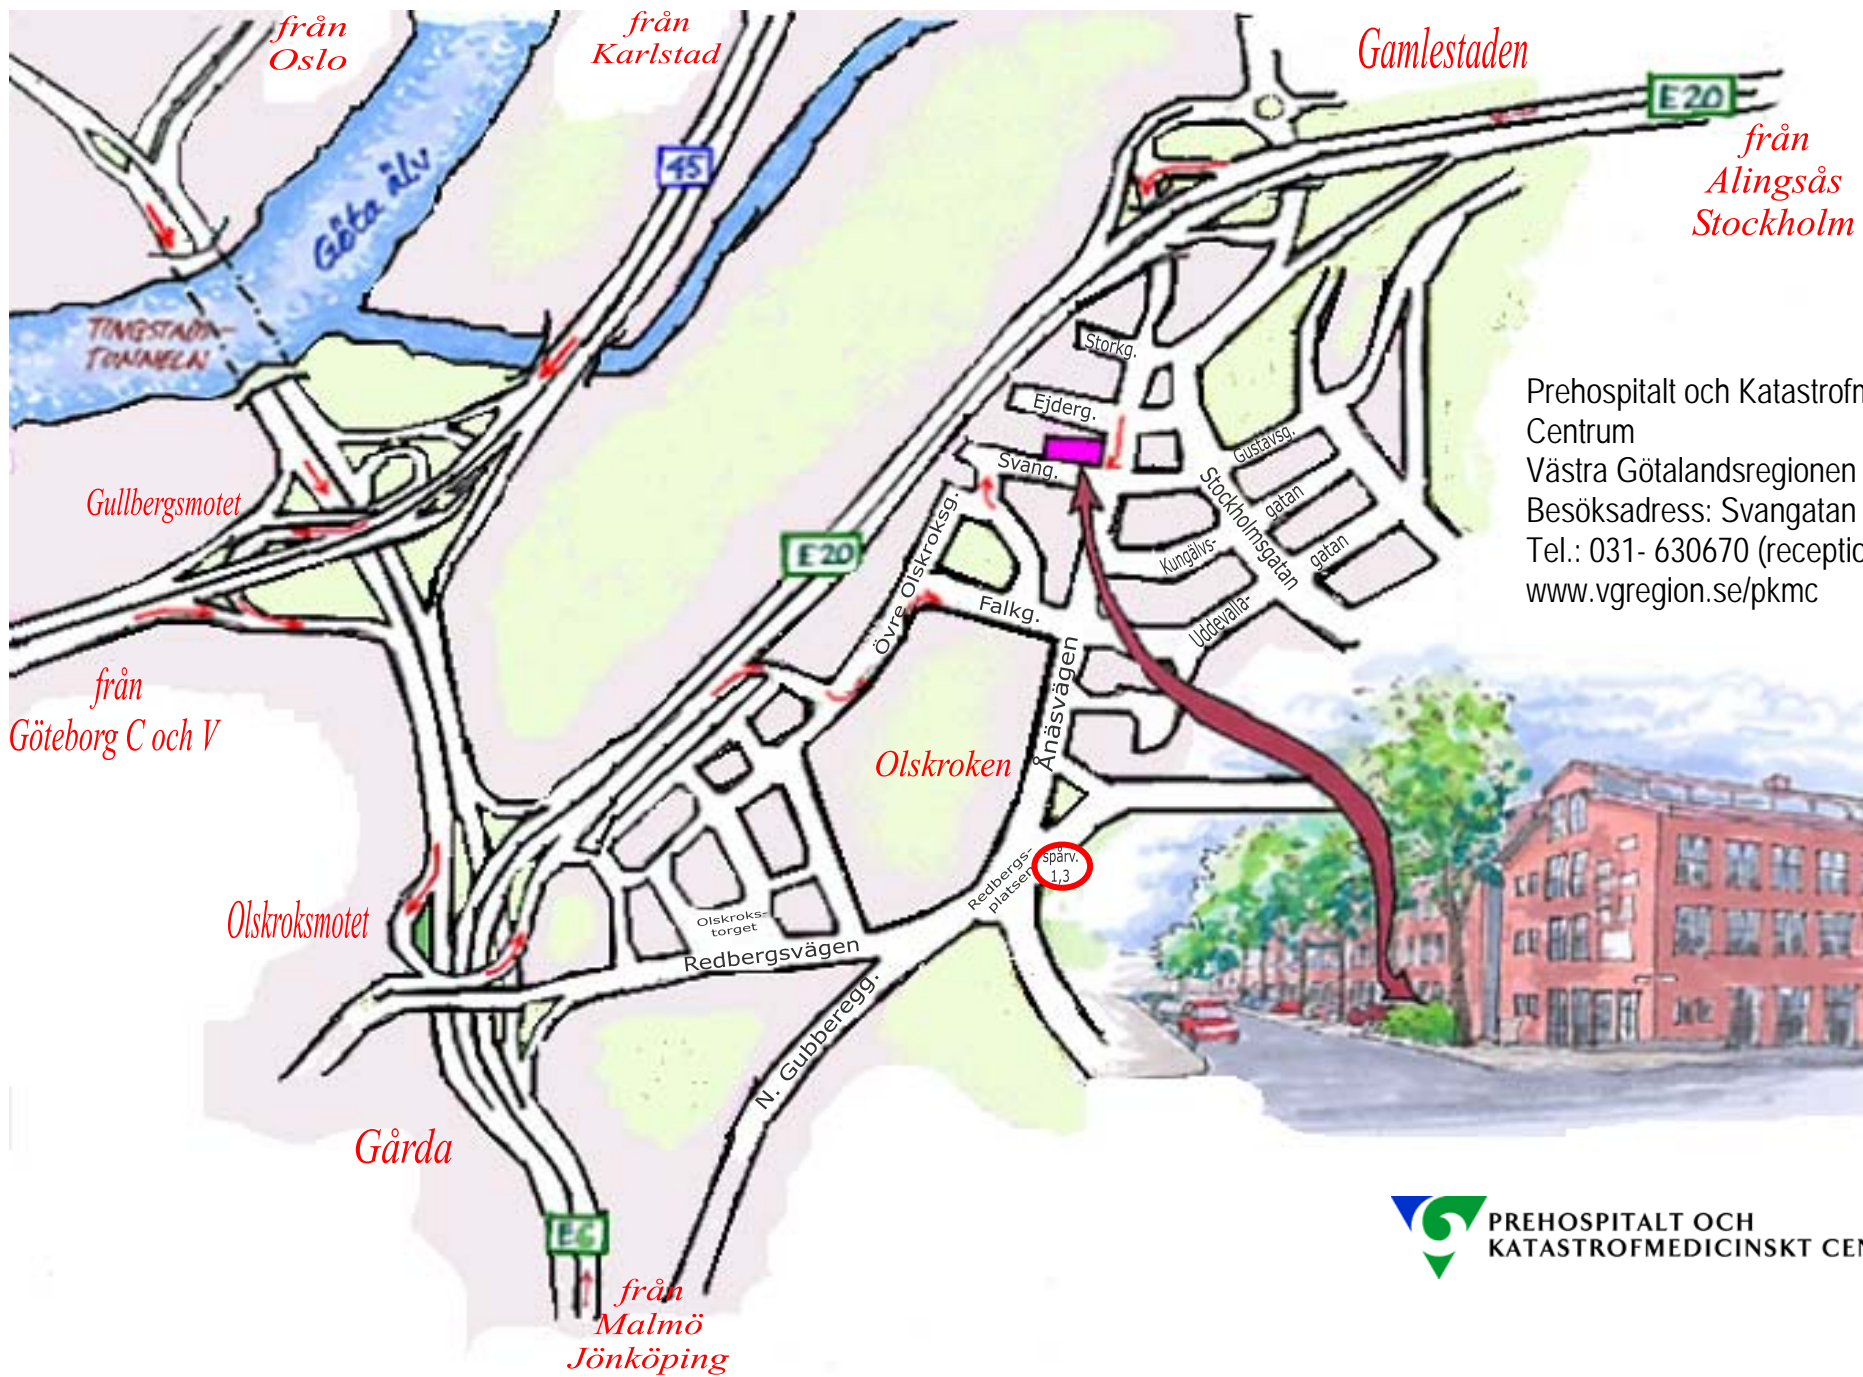 från
Oslo
från
Karlstad
Gamlestaden
E20
från
Alingsås
Stockholm
45
Göta älv
TINGSTADS-
TUNNELN
Storkg.
Ejderg.
Svang.
Gustavsg.
Stockholmsgatan
gatan
Kungälvs-
gatan
Uddevalla-
Prehospitalt och Katastrofm
Centrum
Västra Götalandsregionen
Besöksadress: Svangatan
Tel.: 031- 630670 (receptio
www.vgregion.se/pkmc
Gullbergsmotet
E20
Övre Olskroksg.
Falkg.
Ånäsvägen
från
Göteborg C och V
Olskroken
spårv.
1,3
Redbergs-
platsen
Olskroksmotet
Olskroks-
torget
Redbergsvägen
N. Gubberegg.
Gårda
E6
från
Malmö
Jönköping
PREHOSPITALT OCH
KATASTROFMEDICINSKT CEN